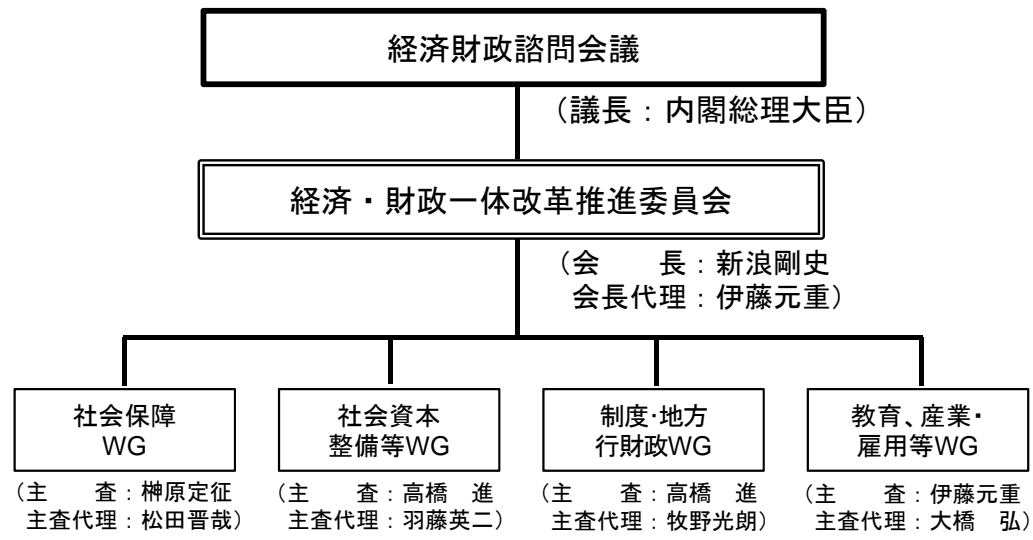 経済財政諮問会議
（議長：内閣総理大臣）
経済・財政一体改革推進委員会
（会　　長：新浪剛史
会長代理：伊藤元重）
社会保障
WG
（主　　査：榊原定征
主査代理：松田晋哉）
社会資本
整備等WG
（主　　査：高橋　進
主査代理：羽藤英二）
制度・地方
行財政WG
（主　　査：高橋　進
主査代理：牧野光朗）
教育、産業・
雇用等WG
（主　　査：伊藤元重
主査代理：大橋　弘）